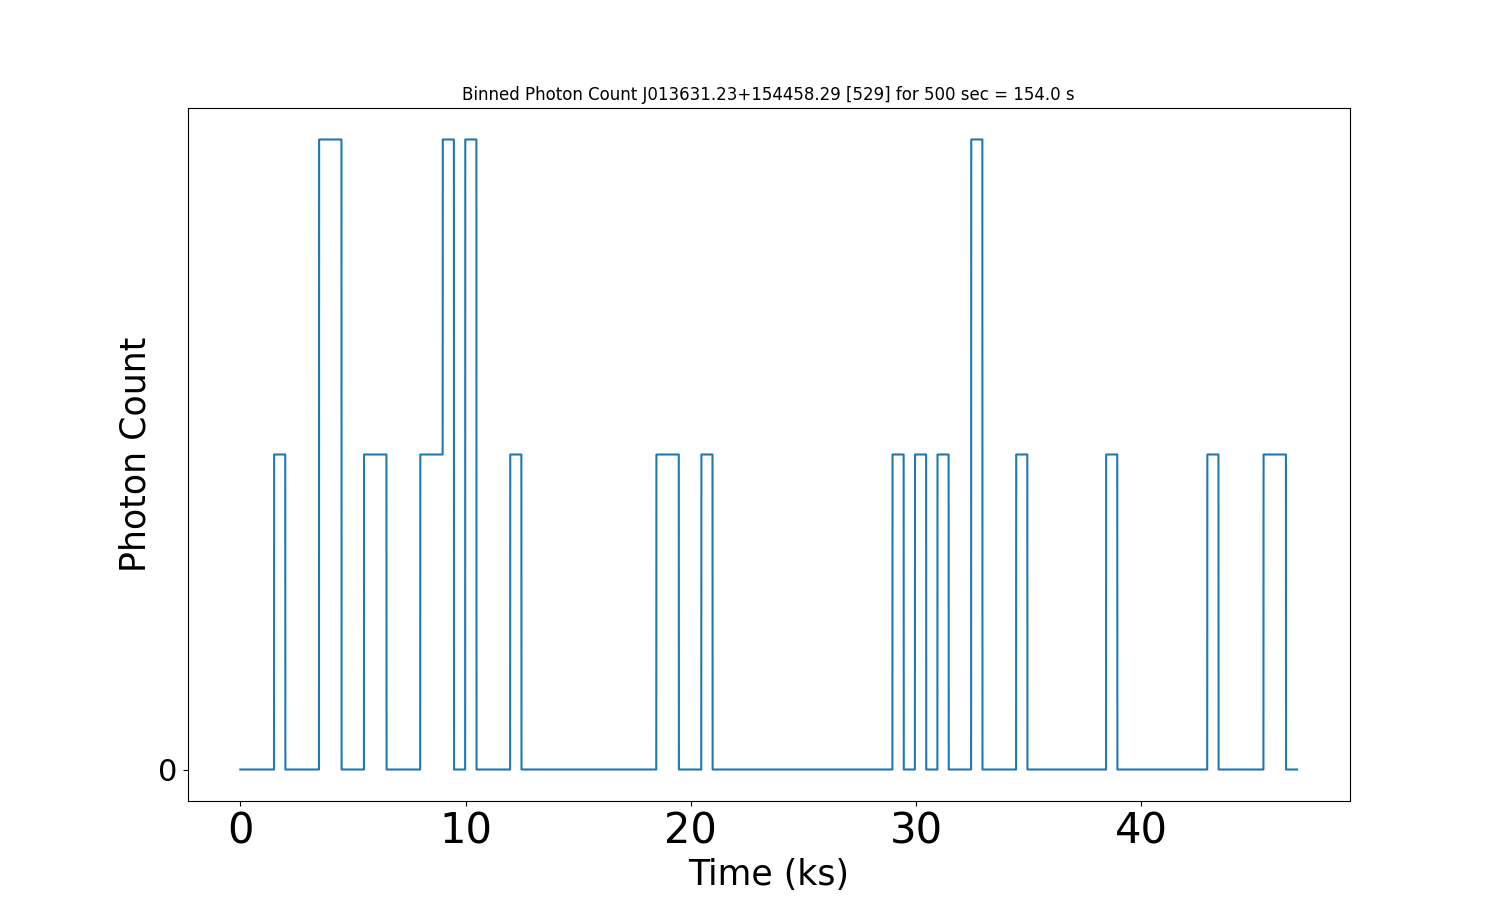 Binned Photon Count J013631.23+154458.29 [529] for 500 sec = 154.0 s
Photon Count
0
0 10 20 30 40
Time (ks)